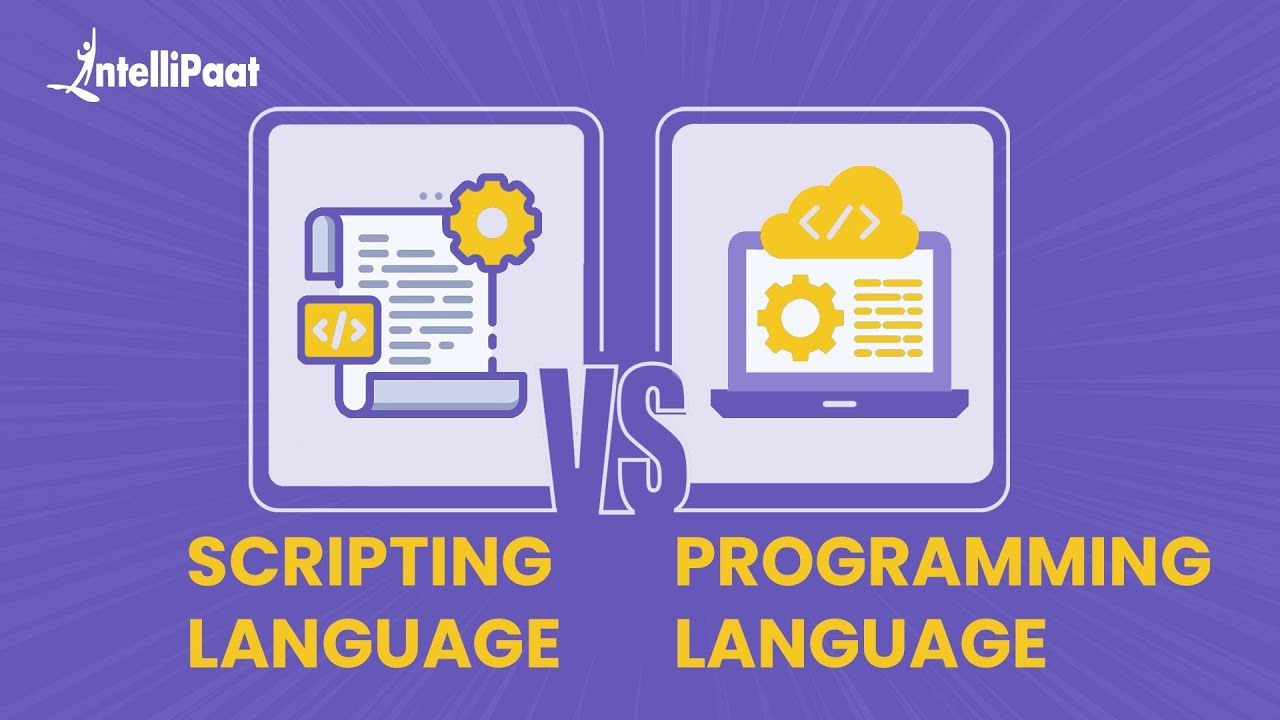 IntelliPaat
</>
</>
VS
SCRIPTING
LANGUAGE
PROGRAMMING
LANGUAGE